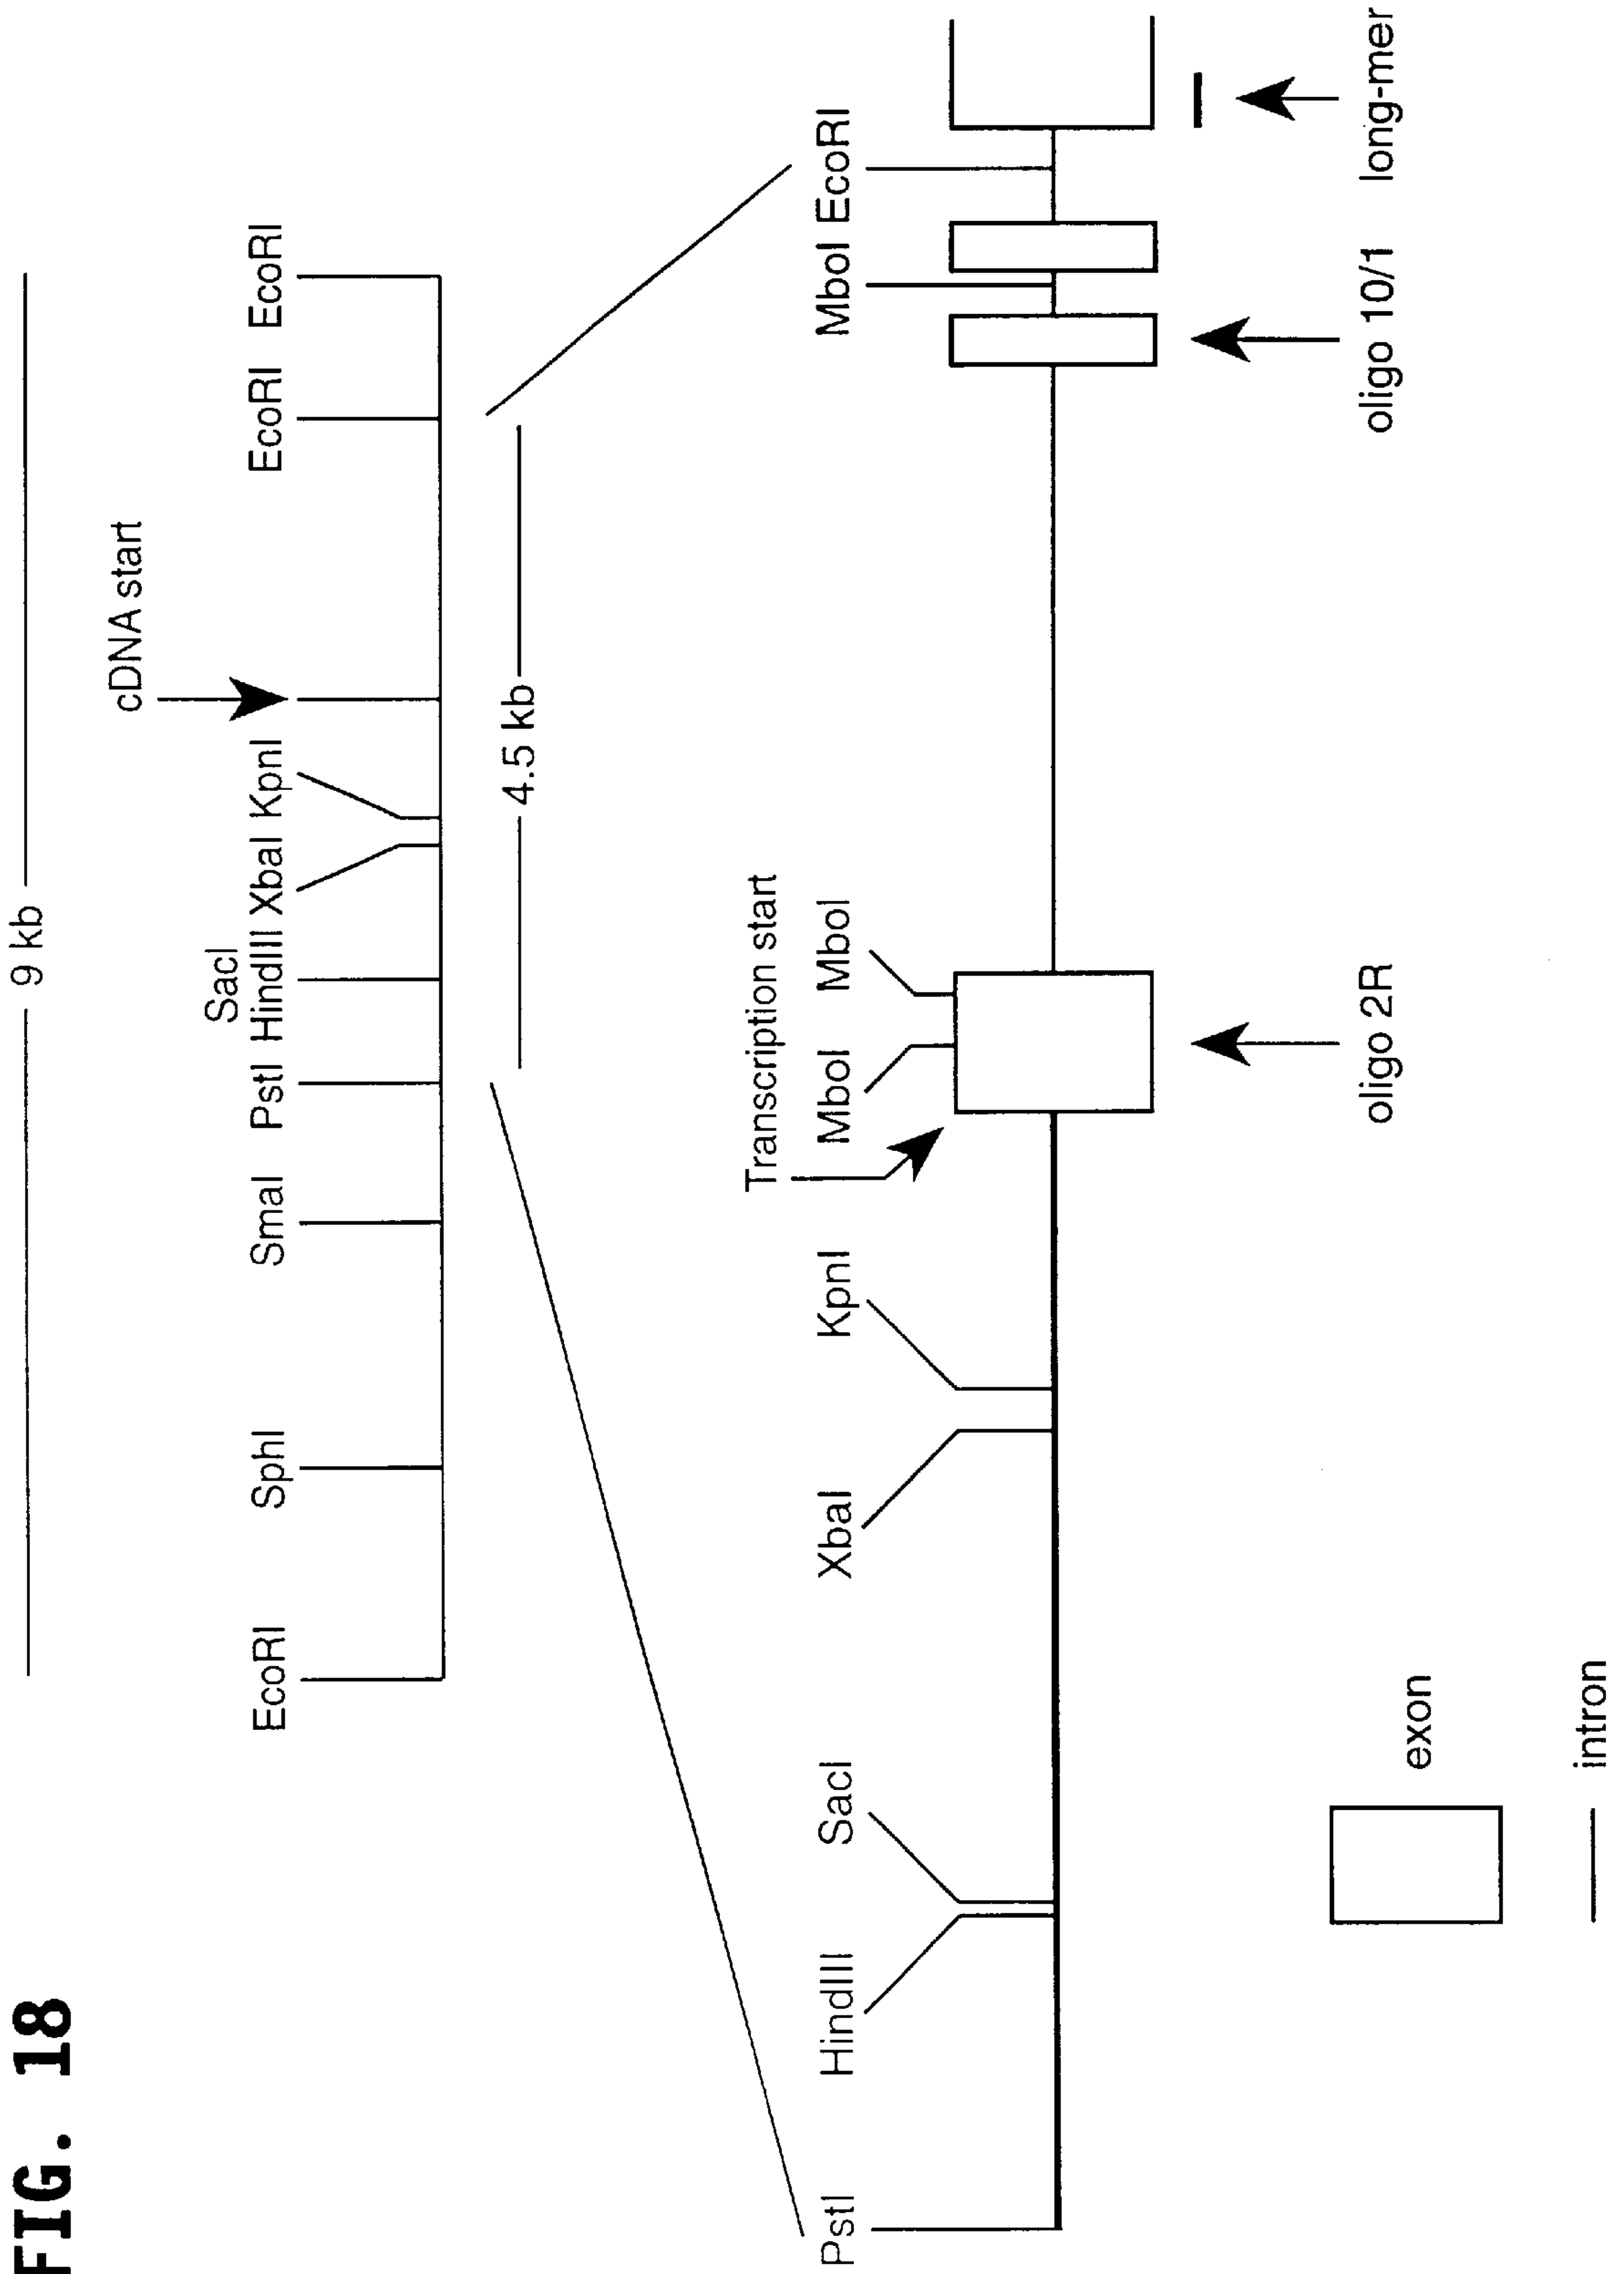 FIG. 18
9 kb
cDNA start
SacI
EcoRI SphI SmaI PstI HindIII XbaI KpnI EcoRI EcoRI
4.5 kb
Transcription start
PstI HindIII SacI XbaI KpnI MboI MboI MboI EcoRI
oligo 2R oligo 10/1 long-mer
exon
intron